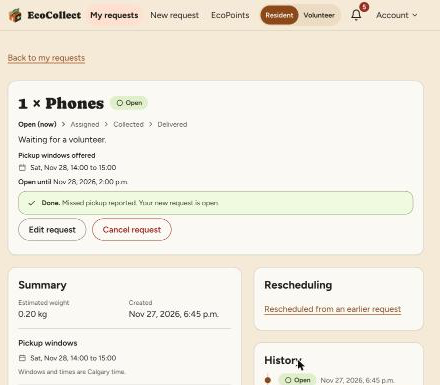 EcoCollect My requests New request EcoPoints Resident Volunteer 5 Account
Back to my requests
1 × Phones Open
Open (now) > Assigned > Collected > Delivered
Waiting for a volunteer.
Pickup windows offered
Sat, Nov 28, 14:00 to 15:00
Open until Nov 28, 2026, 2:00 p.m.
Done. Missed pickup reported. Your new request is open.
Edit request Cancel request
Summary
Estimated weight Created
0.20 kg Nov 27, 2026, 6:45 p.m.
Pickup windows
Sat, Nov 28, 14:00 to 15:00
Windows and times are Calgary time.
Rescheduling
Rescheduled from an earlier request
History
Open Nov 27, 2026, 6:45 p.m.